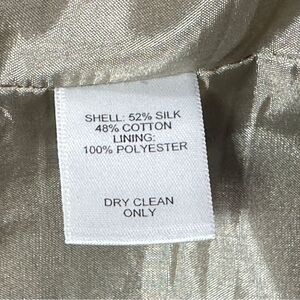 SHELL: 52% SILK
48% COTTON
LINING:
100% POLYESTER
DRY CLEAN
ONLY